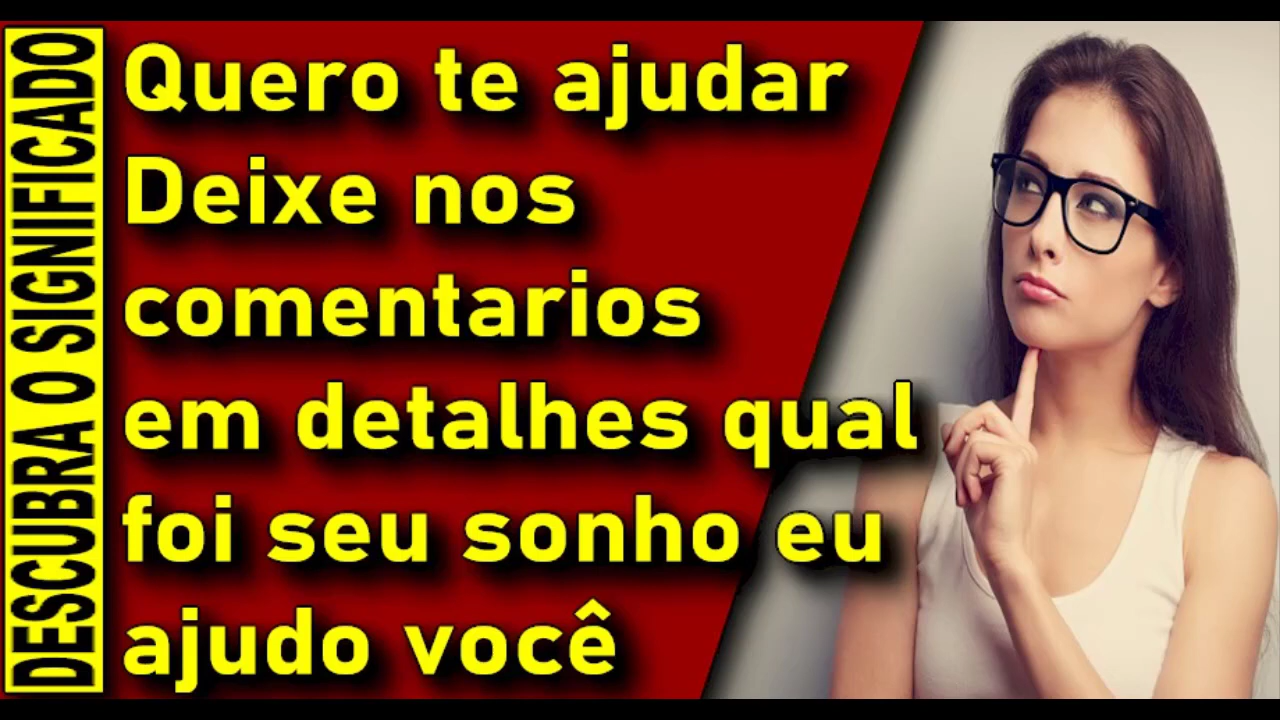 DESCUBRA O SIGNIFICADO
Quero te ajudar
Deixe nos
comentarios
em detalhes qual
foi seu sonho eu
ajudo você